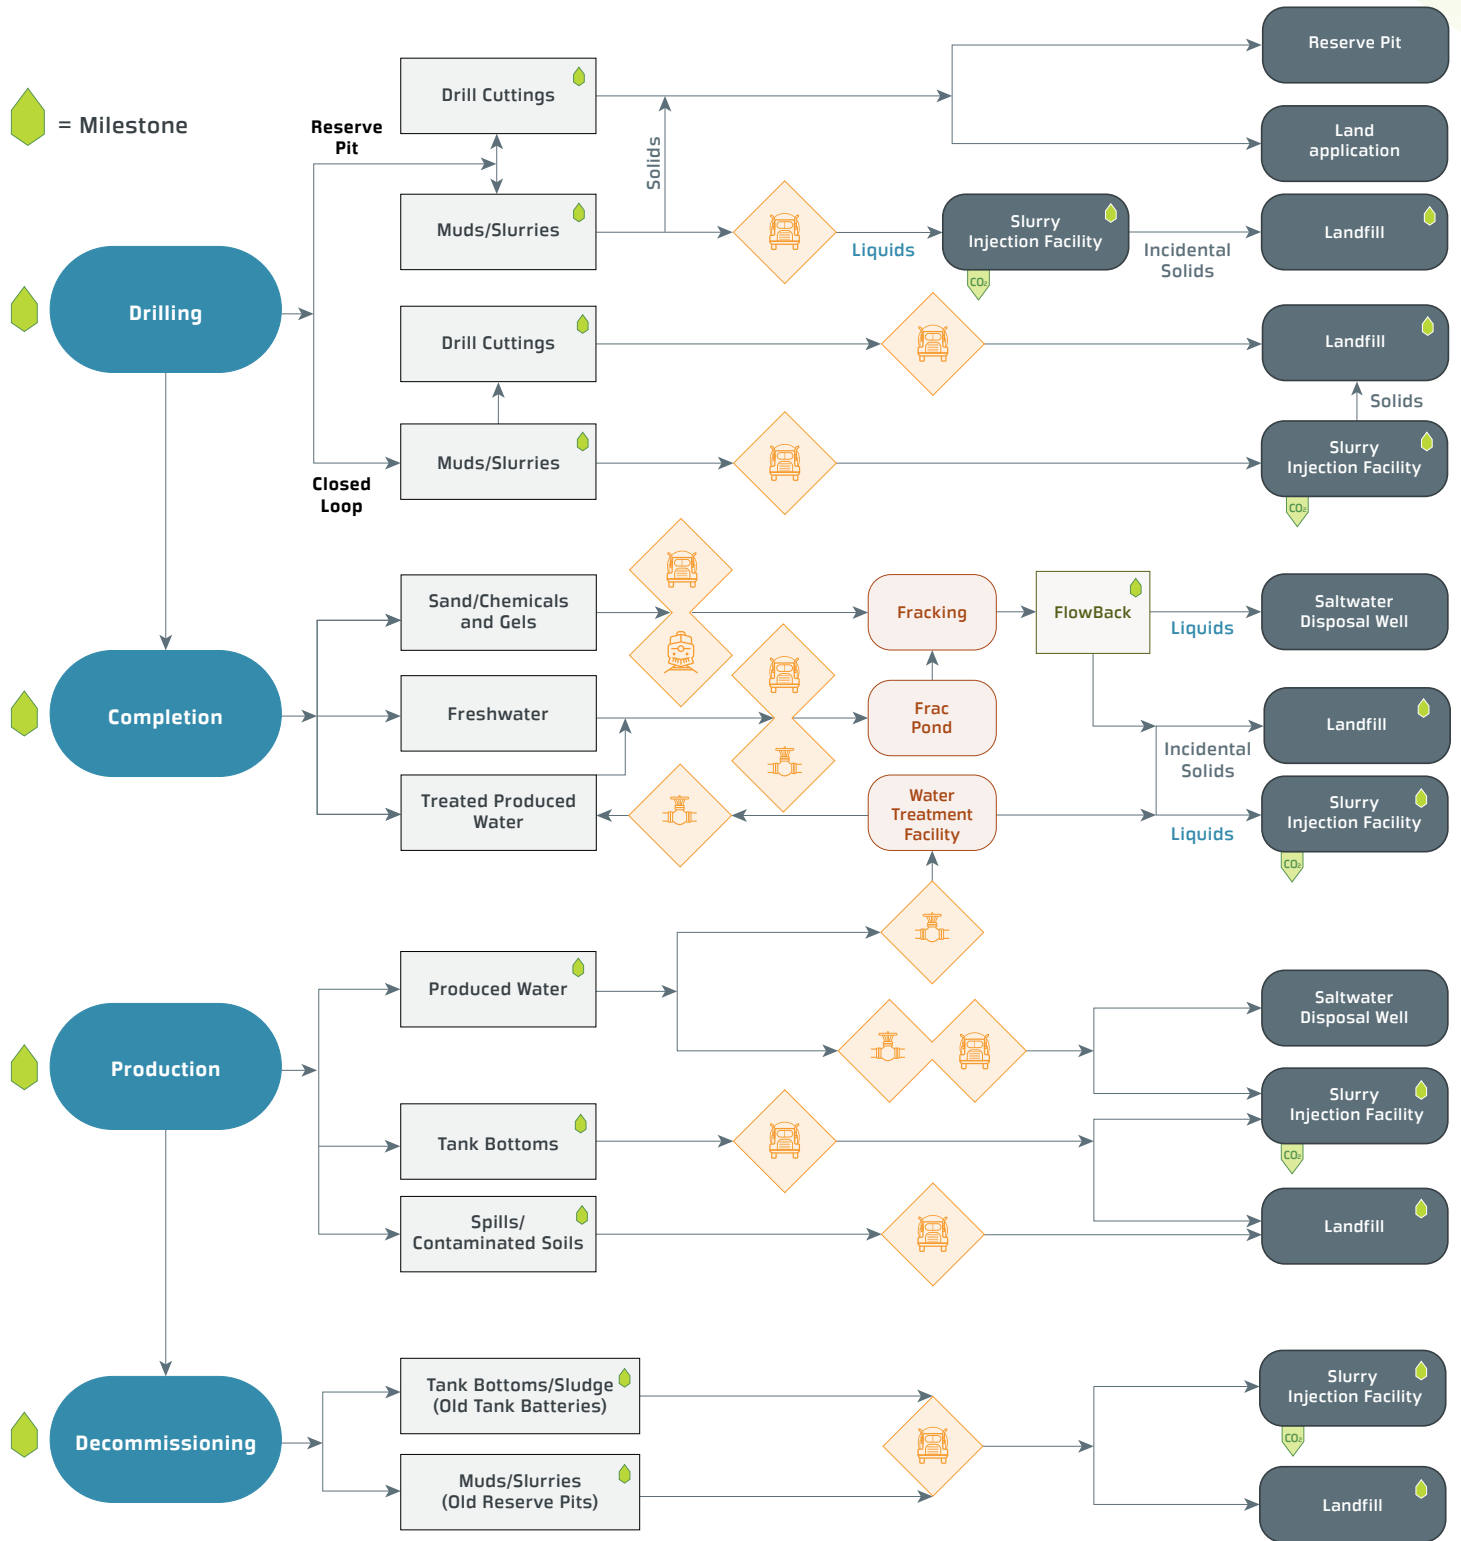 = Milestone
Reserve
Pit
Drill Cuttings
Solids
Reserve Pit
Land
application
Muds/Slurries
Liquids
Slurry
Injection Facility
CO₂
Incidental
Solids
Landfill
Drilling
Drill Cuttings
Landfill
Solids
Closed
Loop
Muds/Slurries
Slurry
Injection Facility
CO₂
Completion
Sand/Chemicals
and Gels
Fracking
FlowBack
Liquids
Saltwater
Disposal Well
Freshwater
Frac
Pond
Incidental
Solids
Landfill
Treated Produced
Water
Water
Treatment
Facility
Liquids
Slurry
Injection Facility
CO₂
Production
Produced Water
Saltwater
Disposal Well
Slurry
Injection Facility
CO₂
Tank Bottoms
Spills/
Contaminated Soils
Landfill
Decommissioning
Tank Bottoms/Sludge
(Old Tank Batteries)
Slurry
Injection Facility
CO₂
Muds/Slurries
(Old Reserve Pits)
Landfill